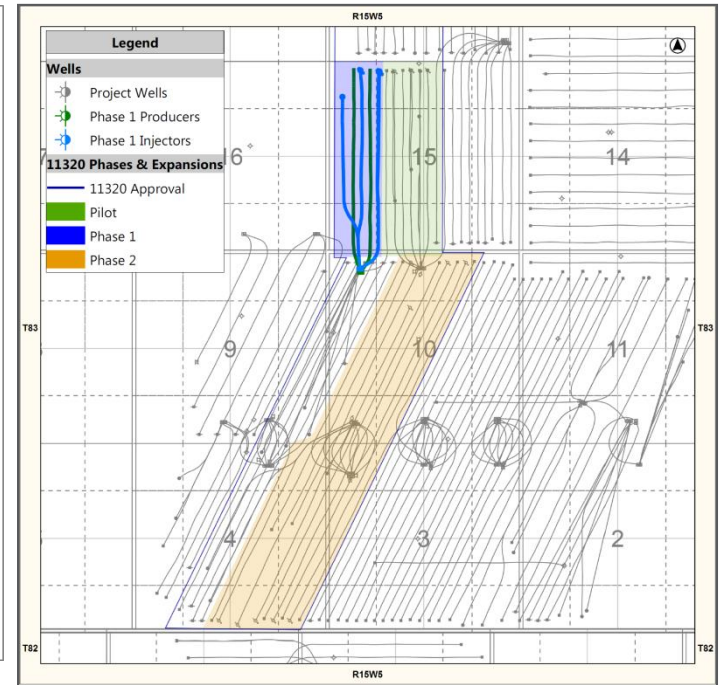 R15W5
Legend
Wells
Project Wells
Phase 1 Producers
Phase 1 Injectors
11320 Phases & Expansions
11320 Approval
Pilot
Phase 1
Phase 2
16
15
14
T83
9
10
11
T83
4
3
2
T82
T82
R15W5